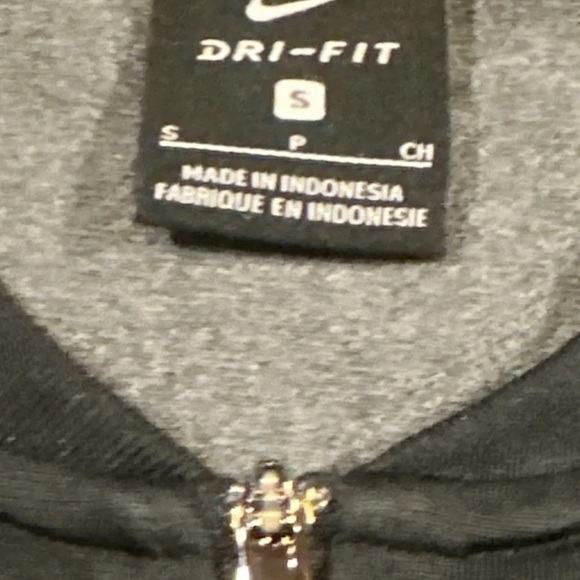 DRI-FIT
S
S P CH
MADE IN INDONESIA
FABRIQUE EN INDONESIE